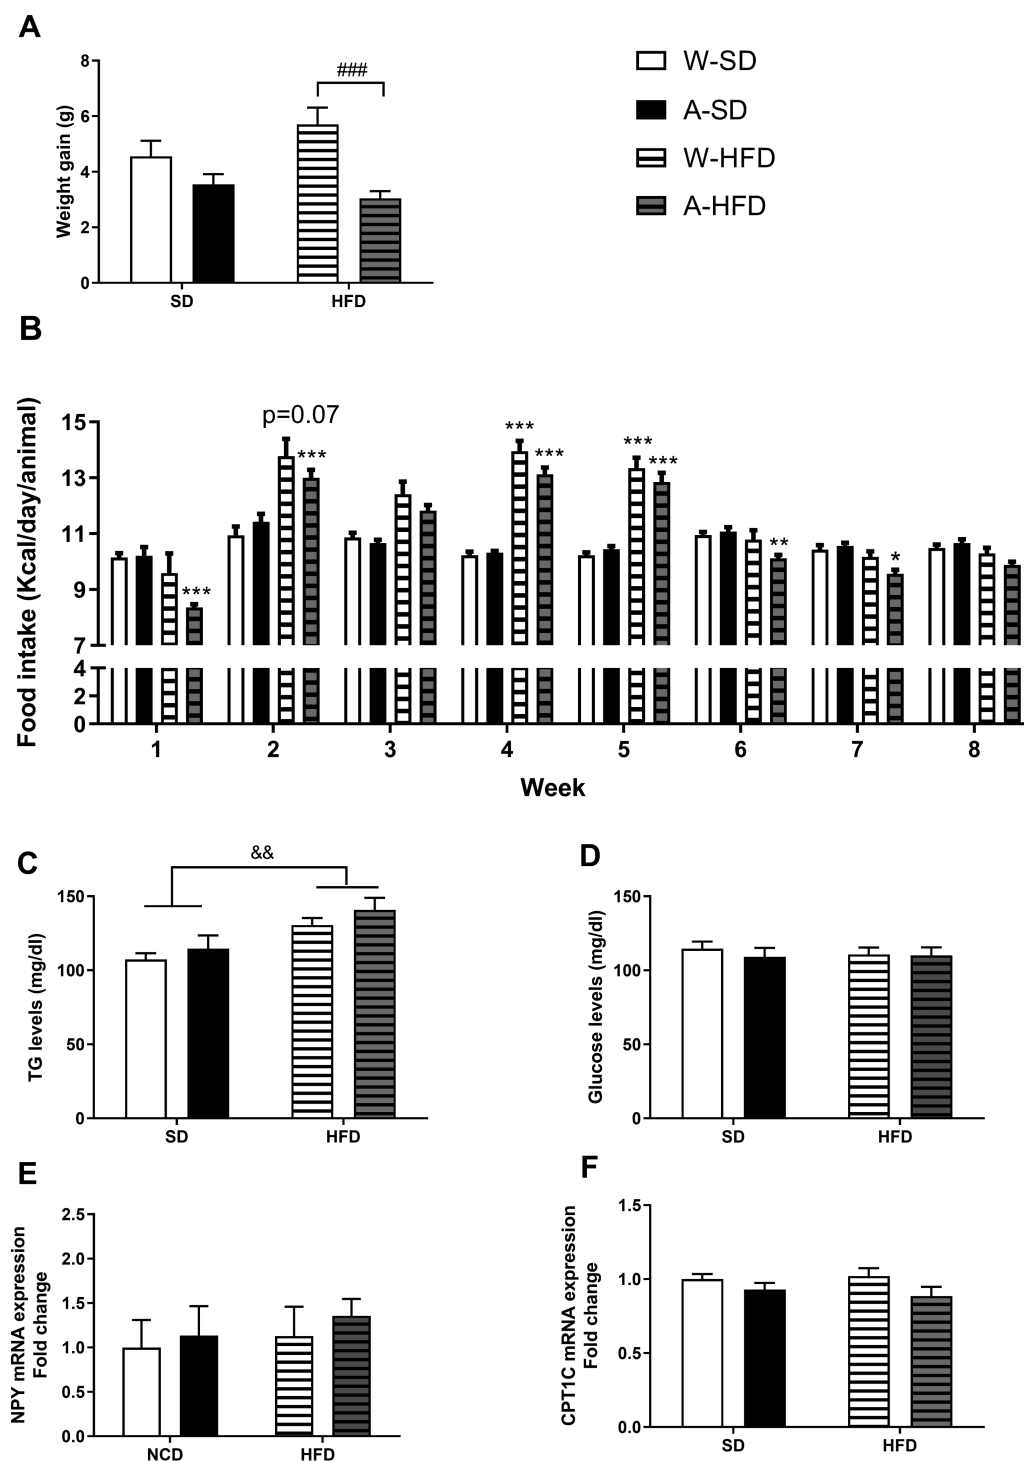 A
8
6
4
2
0
Weight gain (g)
###
SD
HFD
W-SD
A-SD
W-HFD
A-HFD
B
Food intake (Kcal/day/animal)
15
13
11
9
7
4
2
0
p=0.07
***
***
***
***
***
***
**
*
1
2
3
4
5
6
7
8
Week
C
&&
TG levels (mg/dl)
150
100
50
0
SD
HFD
D
Glucose levels (mg/dl)
150
100
50
0
SD
HFD
E
NPY mRNA expression
Fold change
2.5
2.0
1.5
1.0
0.5
0.0
NCD
HFD
F
CPT1C mRNA expression
Fold change
1.5
1.0
0.5
0.0
SD
HFD